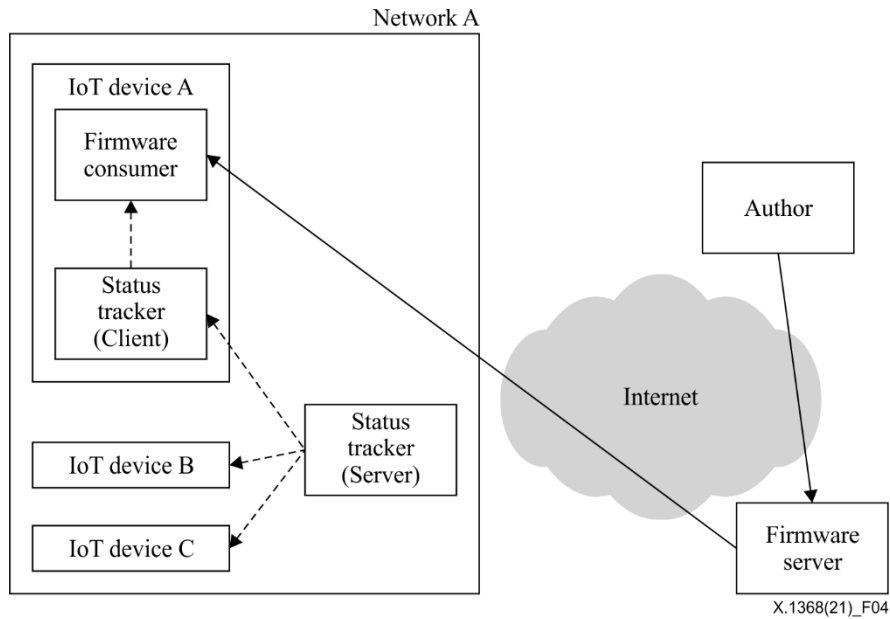 Network A
IoT device A
Firmware
consumer
Status
tracker
(Client)
Author
Internet
Status
tracker
(Server)
IoT device B
IoT device C
Firmware
server
X.1368(21)_F04